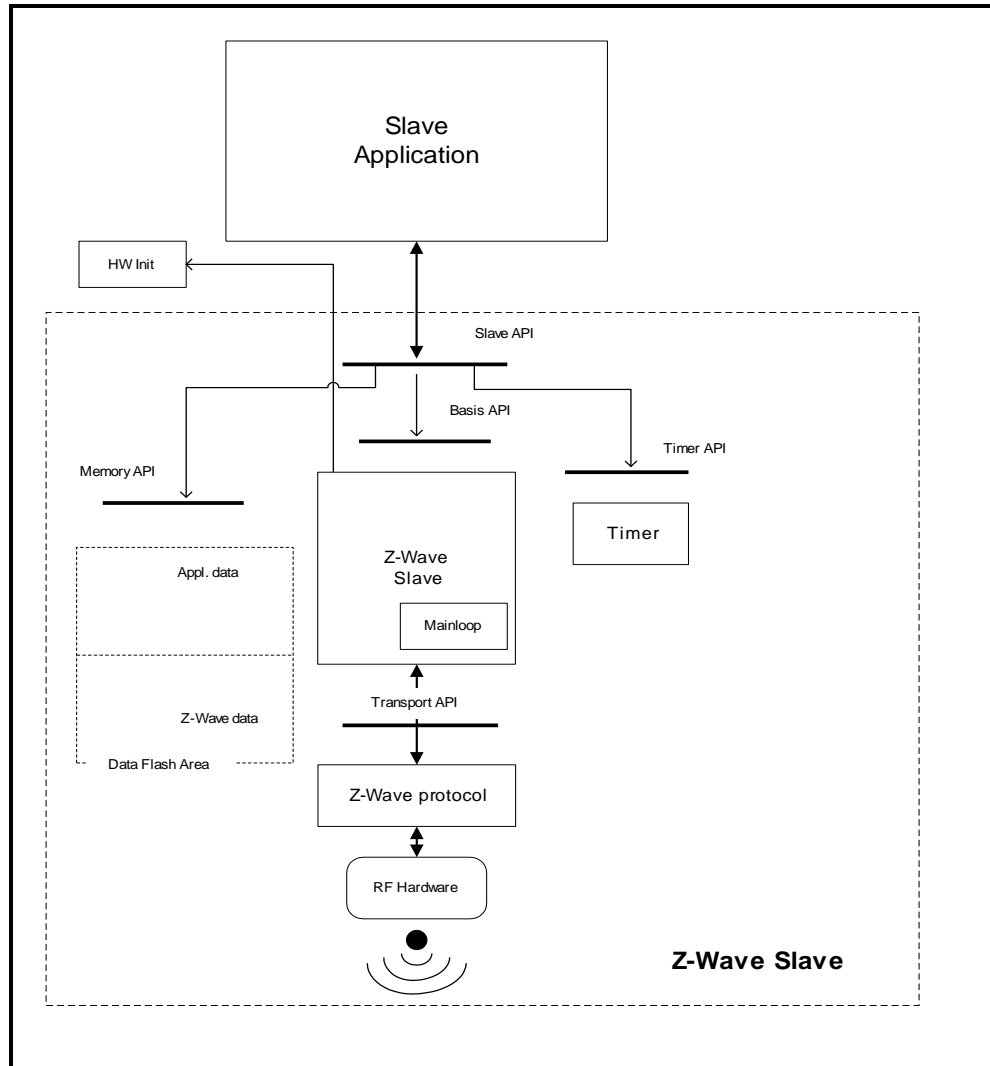 Slave
Application
HW Init
Slave API
Basis API
Timer API
Memory API
Timer
Z-Wave
Slave
Appl. data
Mainloop
Transport API
Z-Wave data
Data Flash Area
Z-Wave protocol
RF Hardware
Z-Wave Slave